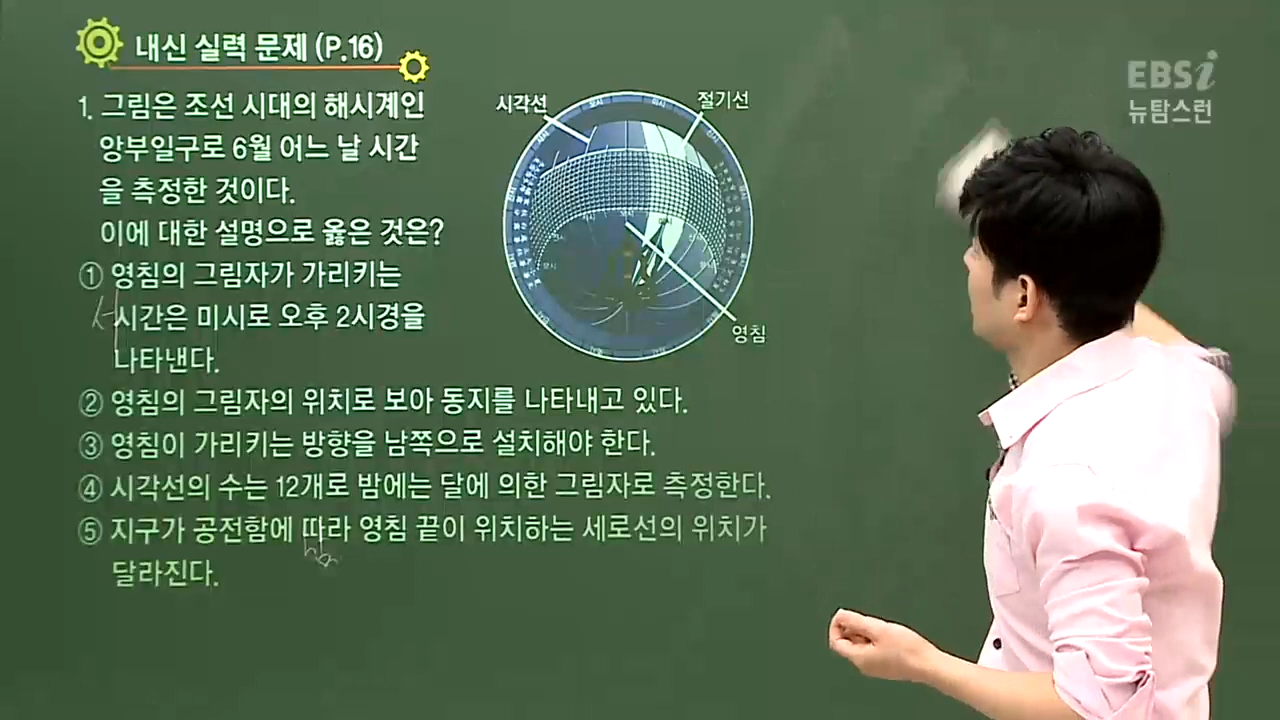 내신 실력 문제 (P.16)
EBSi
뉴탐스런
1. 그림은 조선 시대의 해시계인
앙부일구로 6월 어느 날 시간
을 측정한 것이다.
이에 대한 설명으로 옳은 것은?
시각선
절기선
영침
① 영침의 그림자가 가리키는
시간은 미시로 오후 2시경을
나타낸다.
② 영침의 그림자의 위치로 보아 동지를 나타내고 있다.
③ 영침이 가리키는 방향을 남쪽으로 설치해야 한다.
④ 시각선의 수는 12개로 밤에는 달에 의한 그림자로 측정한다.
⑤ 지구가 공전함에 따라 영침 끝이 위치하는 세로선의 위치가
달라진다.